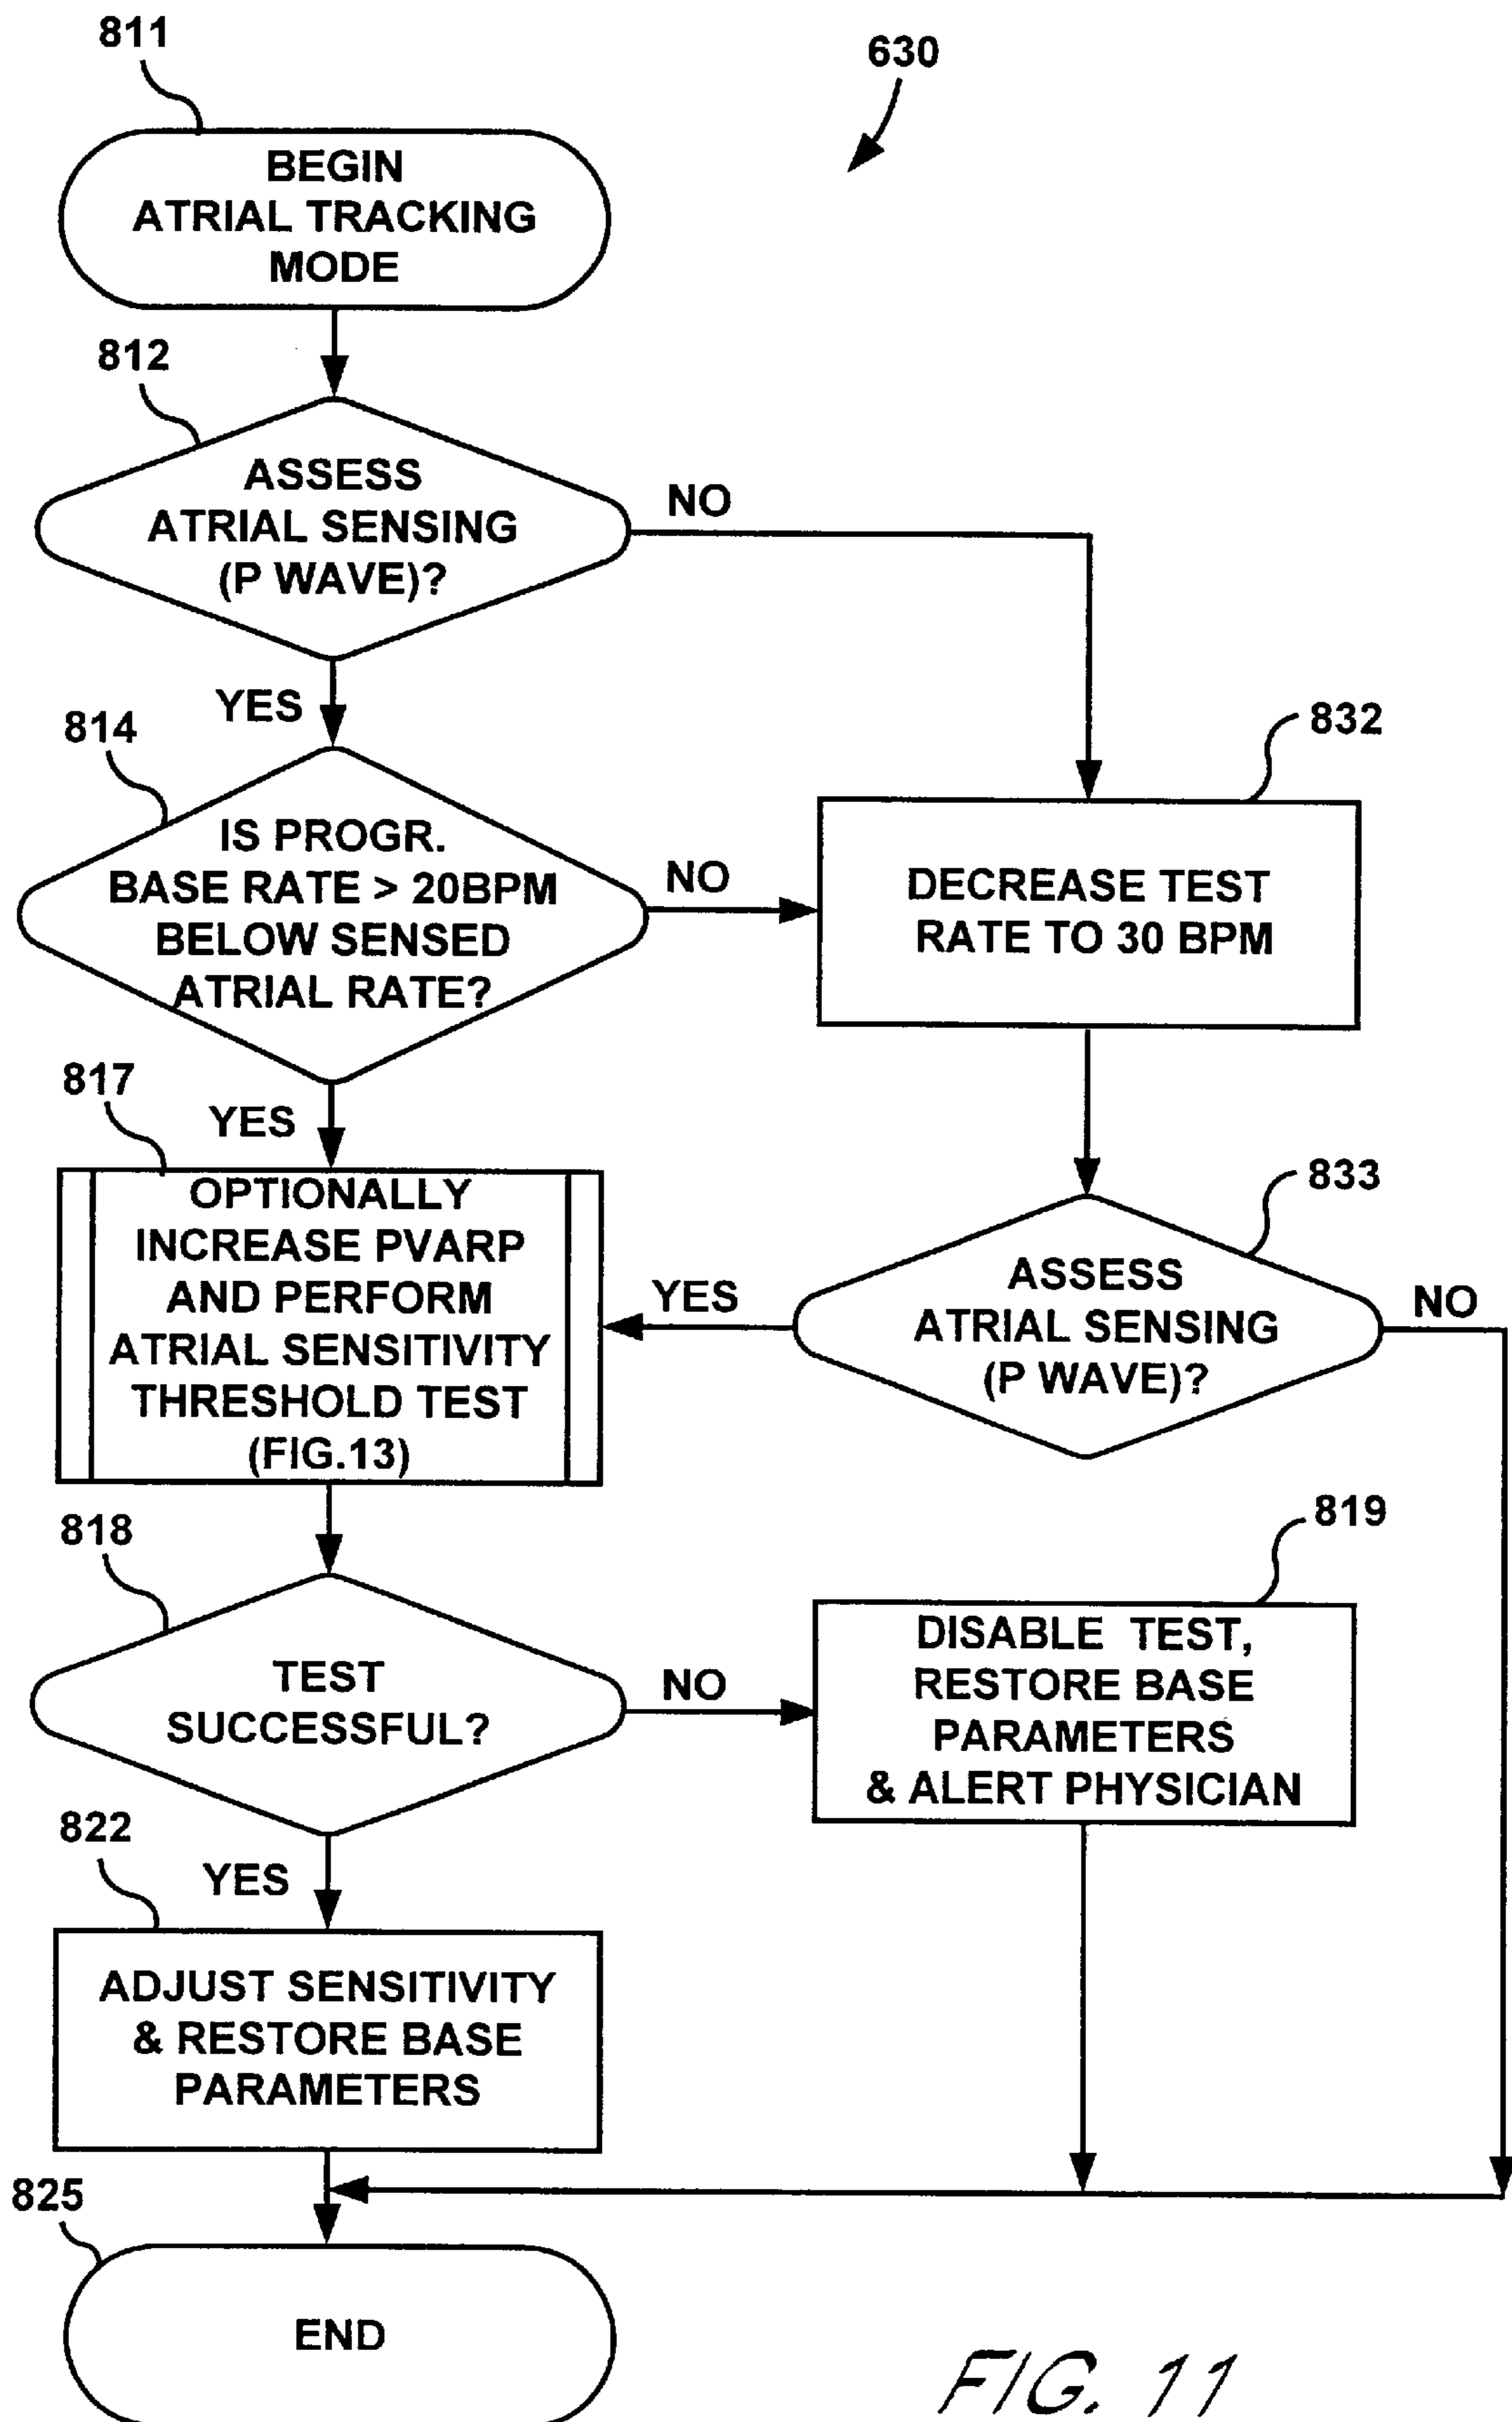 811
630
BEGIN
ATRIAL TRACKING
MODE
812
ASSESS
ATRIAL SENSING
(P WAVE)?
NO
YES
814
832
IS PROGR.
BASE RATE > 20BPM
BELOW SENSED
ATRIAL RATE?
NO
DECREASE TEST
RATE TO 30 BPM
817
YES
833
OPTIONALLY
INCREASE PVARP
AND PERFORM
ATRIAL SENSITIVITY
THRESHOLD TEST
(FIG.13)
YES
ASSESS
ATRIAL SENSING
(P WAVE)?
NO
818
819
TEST
SUCCESSFUL?
NO
DISABLE TEST,
RESTORE BASE
PARAMETERS
& ALERT PHYSICIAN
822
YES
ADJUST SENSITIVITY
& RESTORE BASE
PARAMETERS
825
END
FIG. 11